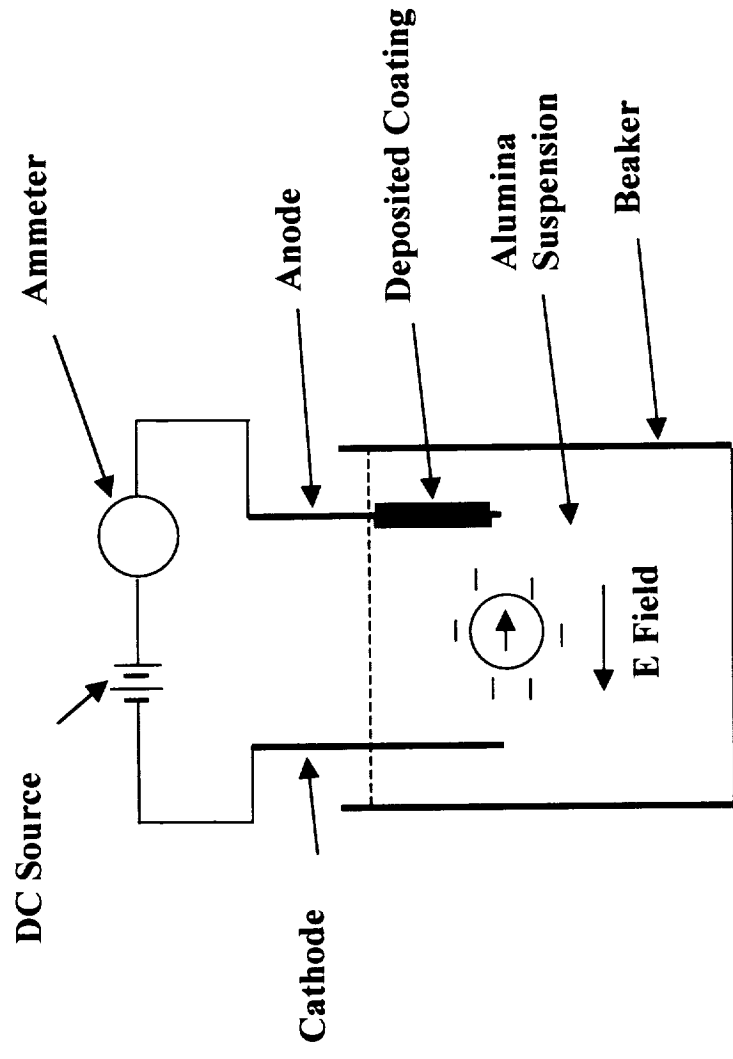 DC Source
Ammeter
Cathode
Anode
Deposited Coating
Alumina
Suspension
E Field
Beaker